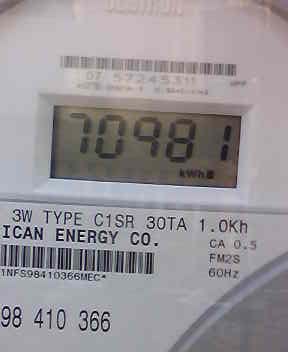 07 57245311
70981
kWh
3W TYPE C1SR 30TA 1.0Kh
ICAN ENERGY CO.
CA 0.5
FM2S
60Hz
1NFS98410366MEC*
98 410 366